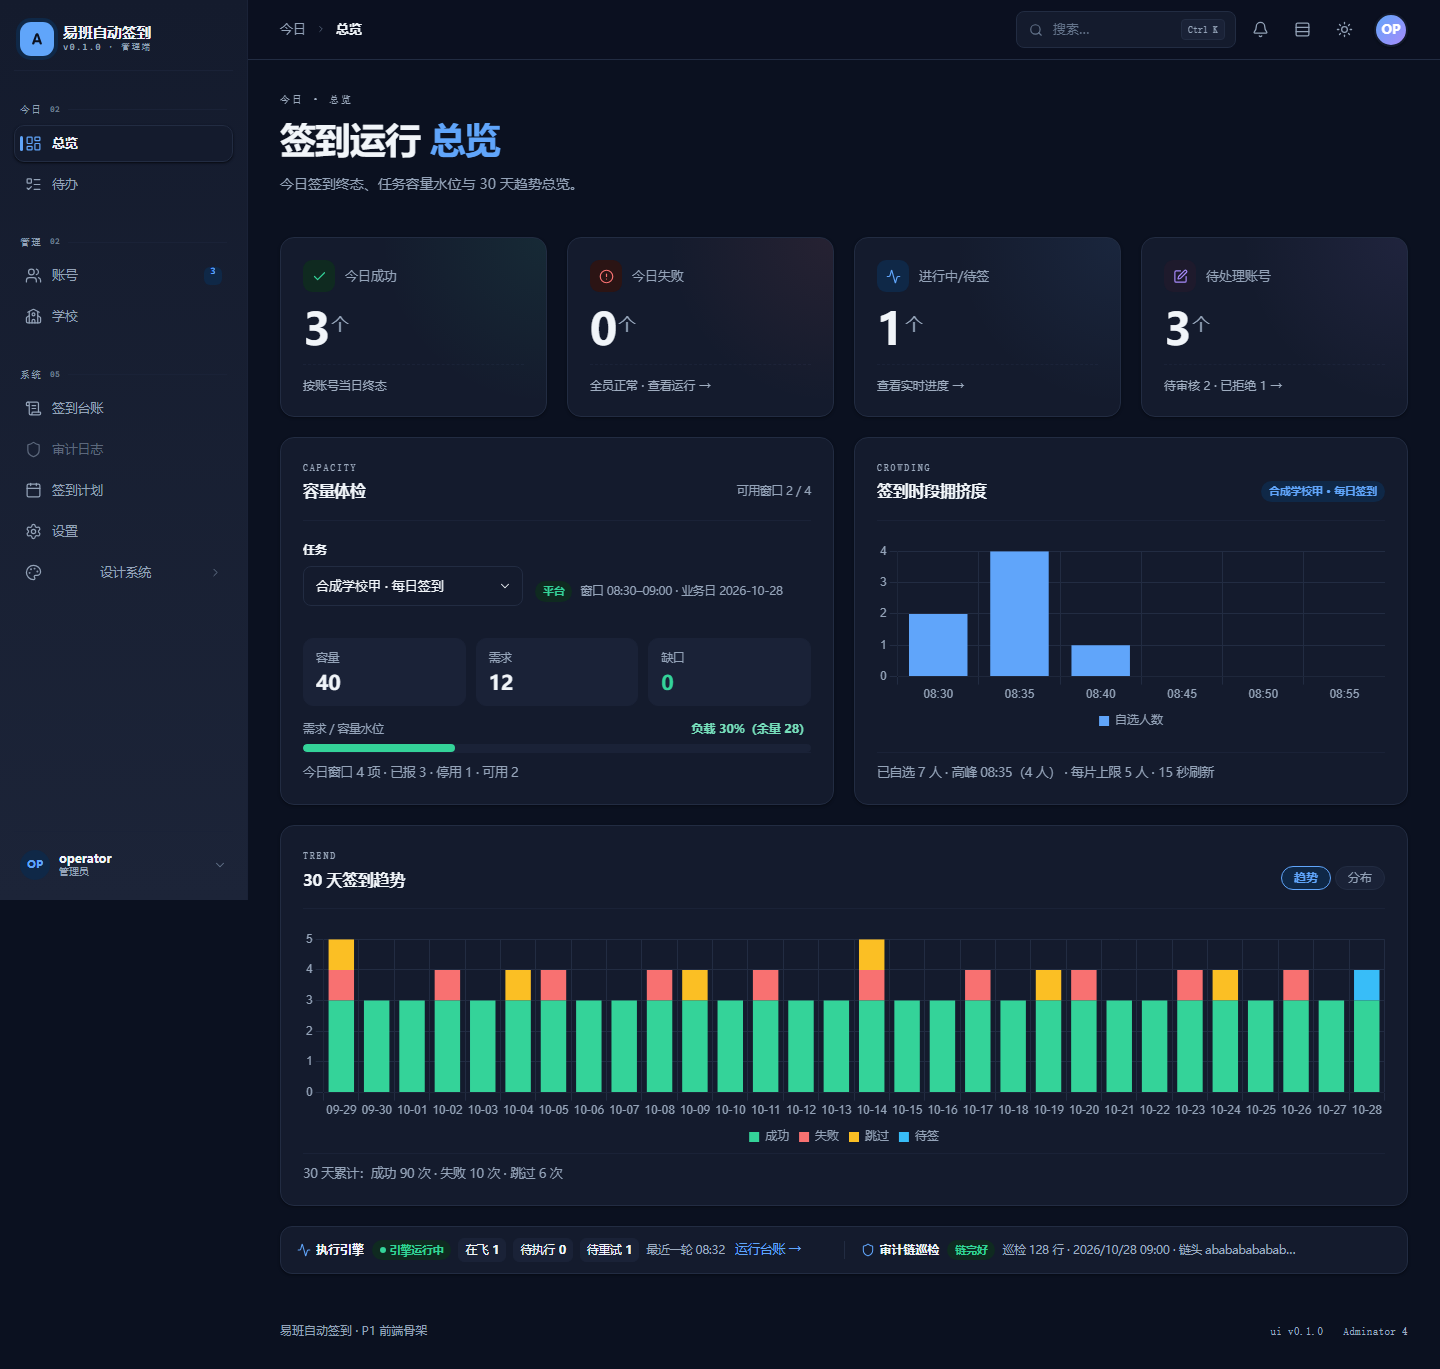 A
易班自动签到
v0.1.0 · 管理端
今日 02
总览
待办
管理 02
账号 3
学校
系统 05
签到台账
审计日志
签到计划
设置
设计系统
OP
operator
管理员
今日 › 总览
搜索... Ctrl K
OP
今日 · 总览
签到运行 总览
今日签到终态、任务容量水位与 30 天趋势总览。
今日成功
3个
按账号当日终态
今日失败
0个
全员正常 · 查看运行 →
进行中/待签
1个
查看实时进度 →
待处理账号
3个
待审核 2 · 已拒绝 1 →
CAPACITY
容量体检
可用窗口 2 / 4
任务
合成学校甲 · 每日签到
平台 窗口 08:30–09:00 · 业务日 2026-10-28
容量
40
需求
12
缺口
0
需求 / 容量水位
负载 30%（余量 28）
今日窗口 4 项 · 已报 3 · 停用 1 · 可用 2
CROWDING
签到时段拥挤度
合成学校甲 • 每日签到
4
3
2
1
0
08:30 08:35 08:40 08:45 08:50 08:55
自选人数
已自选 7 人 · 高峰 08:35（4 人） · 每片上限 5 人 · 15 秒刷新
TREND
30 天签到趋势
趋势 分布
5
4
3
2
1
0
09-29 09-30 10-01 10-02 10-03 10-04 10-05 10-06 10-07 10-08 10-09 10-10 10-11 10-12 10-13 10-14 10-15 10-16 10-17 10-18 10-19 10-20 10-21 10-22 10-23 10-24 10-25 10-26 10-27 10-28
成功 失败 跳过 待签
30 天累计：成功 90 次 · 失败 10 次 · 跳过 6 次
执行引擎 引擎运行中 在飞 1 待执行 0 待重试 1 最近一轮 08:32 运行台账 →
审计链巡检 链完好 巡检 128 行 · 2026/10/28 09:00 · 链头 abababababab...
易班自动签到 · P1 前端骨架
ui v0.1.0 Adminator 4